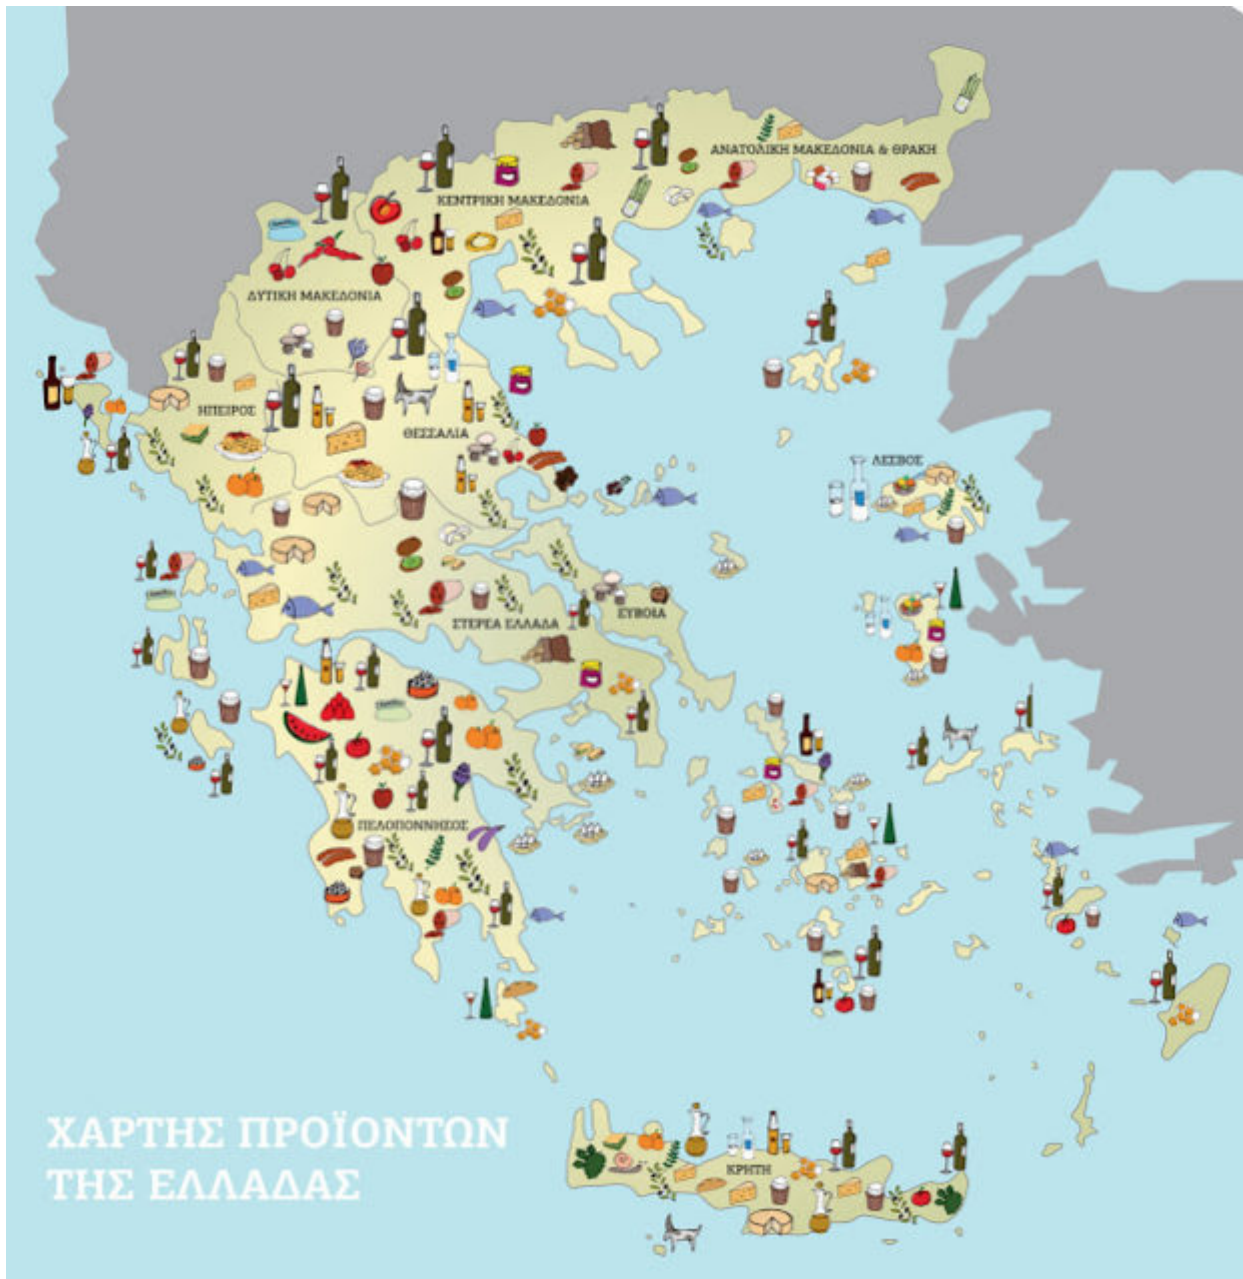 ΑΝΑΤΟΛΙΚΗ ΜΑΚΕΔΟΝΙΑ & ΘΡΑΚΗ
ΚΕΝΤΡΙΚΗ ΜΑΚΕΔΟΝΙΑ
ΔΥΤΙΚΗ ΜΑΚΕΔΟΝΙΑ
ΗΠΕΙΡΟΣ
ΘΕΣΣΑΛΙΑ
ΛΕΣΒΟΣ
ΕΥΒΟΙΑ
ΣΤΕΡΕΑ ΕΛΛΑΔΑ
ΠΕΛΟΠΟΝΝΗΣΟΣ
ΚΡΗΤΗ
ΧΑΡΤΗΣ ΠΡΟΪΟΝΤΩΝ
ΤΗΣ ΕΛΛΑΔΑΣ